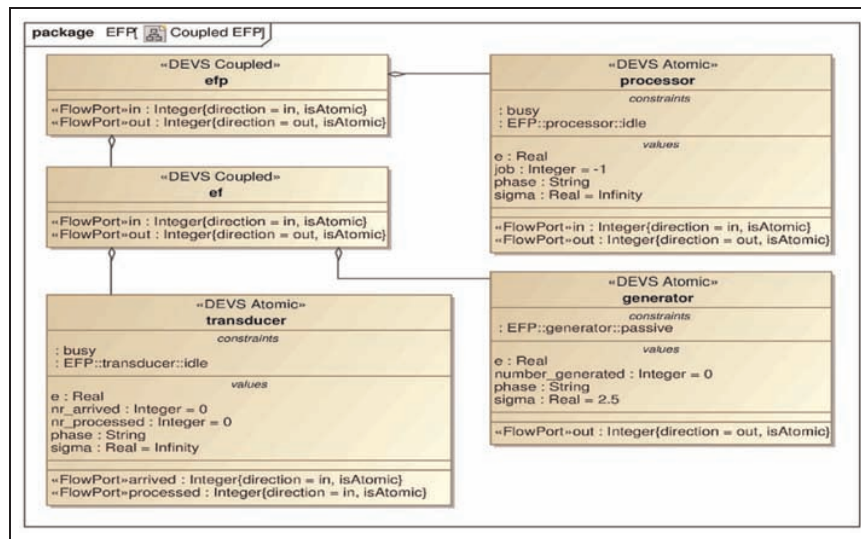 package EFP[ Coupled EFP]
«DEVS Coupled»
efp
«FlowPort»in : Integer{direction = in, isAtomic}
«FlowPort»out : Integer{direction = out, isAtomic}
«DEVS Coupled»
ef
«FlowPort»in : Integer{direction = in, isAtomic}
«FlowPort»out : Integer{direction = out, isAtomic}
«DEVS Atomic»
transducer
constraints
: busy
: EFP::transducer::idle
values
e : Real
nr_arrived : Integer = 0
nr_processed : Integer = 0
phase : String
sigma : Real = Infinity
«FlowPort»arrived : Integer{direction = in, isAtomic}
«FlowPort»processed : Integer{direction = in, isAtomic}
«DEVS Atomic»
processor
constraints
: busy
: EFP::processor::idle
values
e : Real
job : Integer = -1
phase : String
sigma : Real = Infinity
«FlowPort»in : Integer{direction = in, isAtomic}
«FlowPort»out : Integer{direction = out, isAtomic}
«DEVS Atomic»
generator
constraints
: EFP::generator::passive
values
e : Real
number_generated : Integer = 0
phase : String
sigma : Real = 2.5
«FlowPort»out : Integer{direction = out, isAtomic}